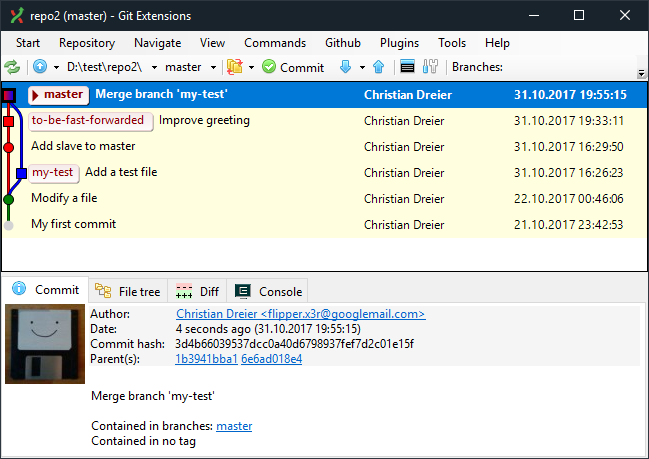 repo2 (master) - Git Extensions
Start Repository Navigate View Commands Github Plugins Tools Help
D:\test\repo2\ master Commit Branches:
master Merge branch 'my-test' Christian Dreier 31.10.2017 19:55:15
to-be-fast-forwarded Improve greeting Christian Dreier 31.10.2017 19:33:11
Add slave to master Christian Dreier 31.10.2017 16:29:50
my-test Add a test file Christian Dreier 31.10.2017 16:26:23
Modify a file Christian Dreier 22.10.2017 00:46:06
My first commit Christian Dreier 21.10.2017 23:42:53
Commit File tree Diff Console
Author: Christian Dreier <flipper.x3r@googlemail.com>
Date: 4 seconds ago (31.10.2017 19:55:15)
Commit hash: 3d4b66039537dcc0a40d6798937fef7d2c01e15f
Parent(s): 1b3941bba1 6e6ad018e4
Merge branch 'my-test'
Contained in branches: master
Contained in no tag